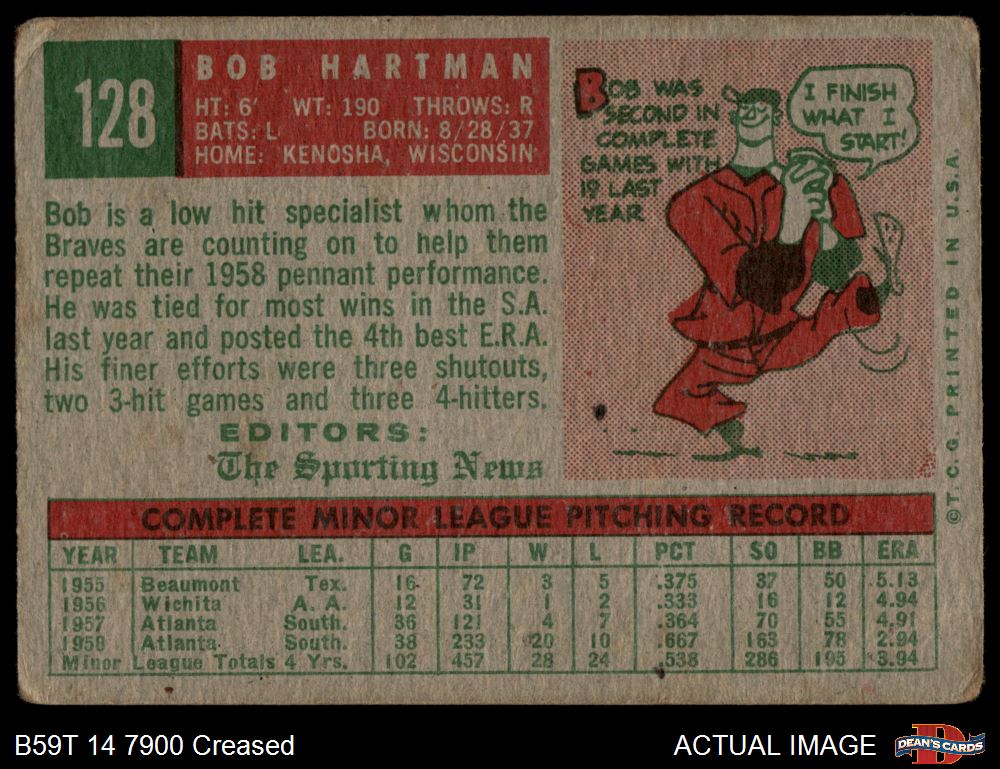 128
BOB HARTMAN
HT: 6' WT: 190 THROWS: R
BATS: L BORN: 8/28/37
HOME: KENOSHA, WISCONSIN
Bob is a low hit specialist whom the
Braves are counting on to help them
repeat their 1958 pennant performance.
He was tied for most wins in the S.A.
last year and posted the 4th best E.R.A.
His finer efforts were three shutouts,
two 3-hit games and three 4-hitters.
EDITORS:
The Sporting News
BOB WAS
SECOND IN
COMPLETE
GAMES WITH
19 LAST
YEAR
I FINISH
WHAT I
START!
©T.C.G. PRINTED IN U.S.A.
COMPLETE MINOR LEAGUE PITCHING RECORD
YEAR TEAM LEA. G IP W L PCT SO BB ERA
1955 Beaumont Tex. 16 72 3 5 .375 37 50 5.13
1956 Wichita A. A. 12 31 1 2 .333 16 12 4.94
1957 Atlanta South. 36 121 4 7 .364 70 55 4.91
1958 Atlanta South. 38 233 20 10 .667 163 78 2.94
Minor League Totals 4 Yrs. 102 457 28 24 .538 286 195 3.94
B59T 14 7900 Creased
ACTUAL IMAGE
DEAN'S CARDS